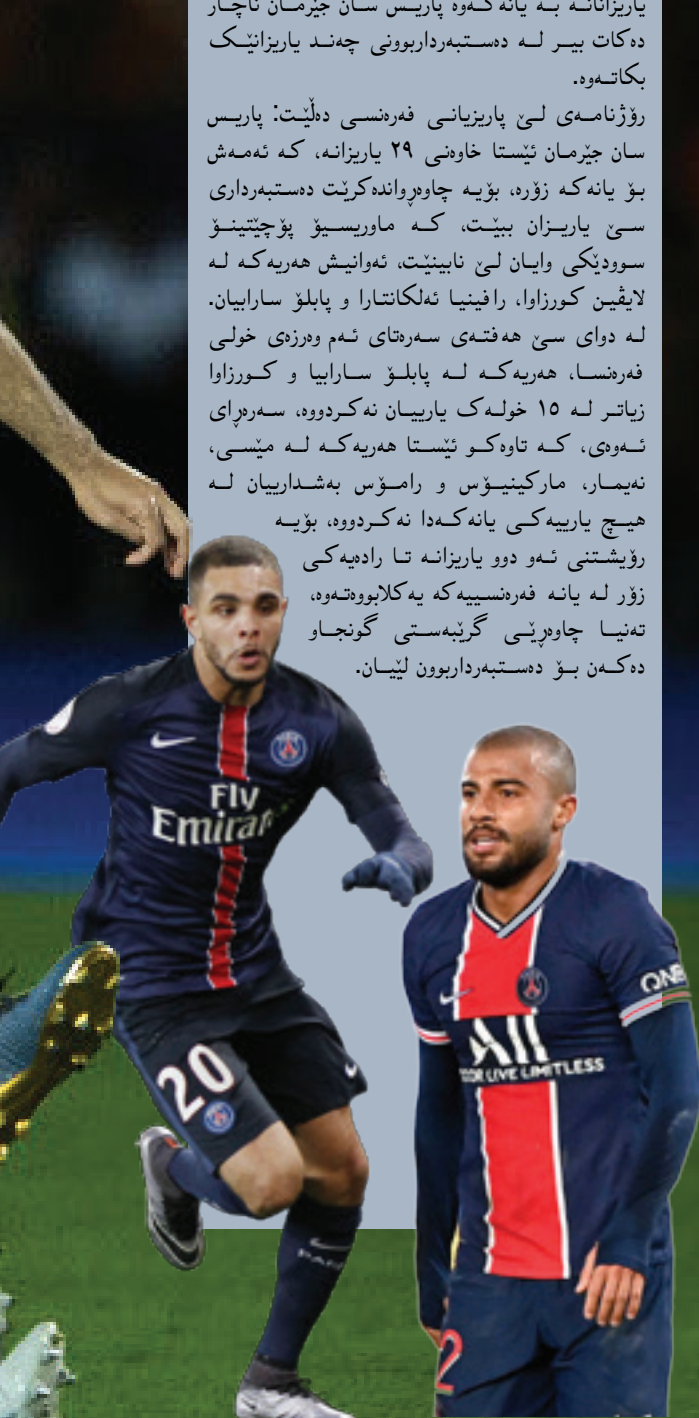 یاریزانانە بە یانەکەوە پاریس سان جێرمان ناچار
دەکات بیر لە دەستبەرداربوونی چەند یاریزانێک
بکاتەوە.
رۆژنامەی لێ پاریزیانی فەرەنسی دەڵێت: پاریس
سان جێرمان ئێستا خاوەنی ٢٩ یاریزانە، کە ئەمەش
بۆ یانەکە زۆرە، بۆیە چاوەڕواندەکرێت دەستبەرداری
سێ یاریزان ببێت، کە ماوریسیۆ پۆچێتینۆ
سوودێکی وایان لێ نابینێت، ئەوانیش هەریەکە لە
لایڤین کورزاوا، رافینیا ئەلکانتارا و پابلۆ سارابیان.
لە دوای سێ هەفتەی سەرەتای ئەم وەرزەی خولی
فەرەنسا، هەریەکە لە پابلۆ سارابیا و کورزاوا
زیاتر لە ١٥ خولەک یارییان نەکردووە، سەرەڕای
ئەوەی، کە تاوەکو ئێستا هەریەکە لە مێسی،
نەیمار، مارکینیۆس و رامۆس بەشدارییان لە
هیچ یارییەکی یانەکەدا نەکردووە، بۆیە
رۆیشتنی ئەو دوو یاریزانە تا رادەیەکی
زۆر لە یانە فەرەنسییەکە یەکلابووەتەوە،
تەنیا چاوەڕێی گرێبەستی گونجاو
دەکەن بۆ دەستبەرداربوون لێیان.
Fly
Emirat
20
ALL
LIVE LIMITLESS
2